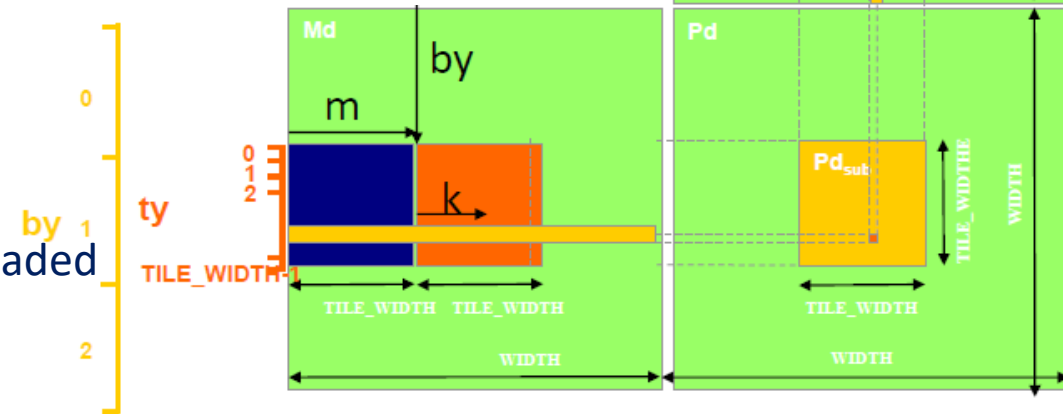 Md
Pd
by
m
0
0
1
2
k
Pdsub
ty
by 1
aded
TILE_WIDTH-1
TILE_WIDTH TILE_WIDTH
TILE_WIDTHE
WIDTH
TILE_WIDTH
2
WIDTH
WIDTH